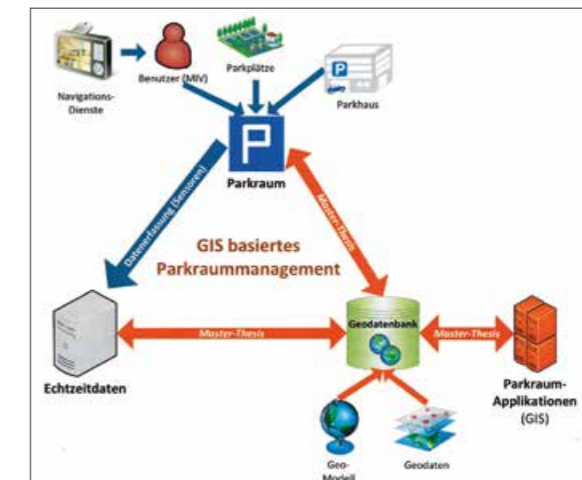 Navigations-
Dienste
Benutzer (MIV)
Parkplätze
P
Parkhaus
P
Parkraum
Datenerfassung (Sensoren)
Master-Thesis
GIS basiertes
Parkraummanagement
Echtzeitdaten
Master-Thesis
Geodatenbank
Master-Thesis
Parkraum-
Applikationen
(GIS)
Geo-
Modell
Geodaten